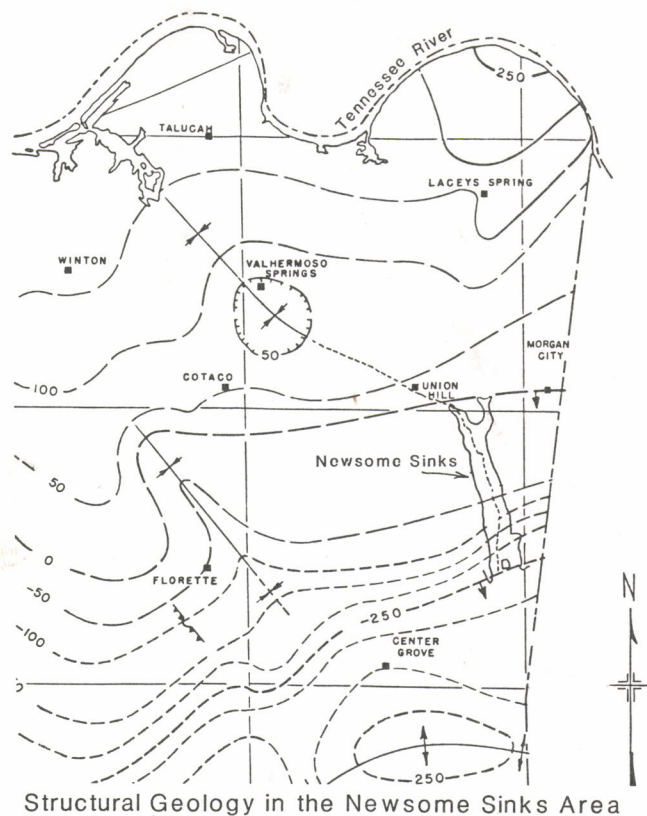 Tennessee River
250
TALUCAH
LACEYS SPRING
WINTON
VALHERMOSO
SPRINGS
50
MORGAN
CITY
100
COTACO
UNION
HILL
Newsome Sinks
50
0
FLORETTE
-50
-100
-250
N
CENTER
GROVE
250
Structural Geology in the Newsome Sinks Area